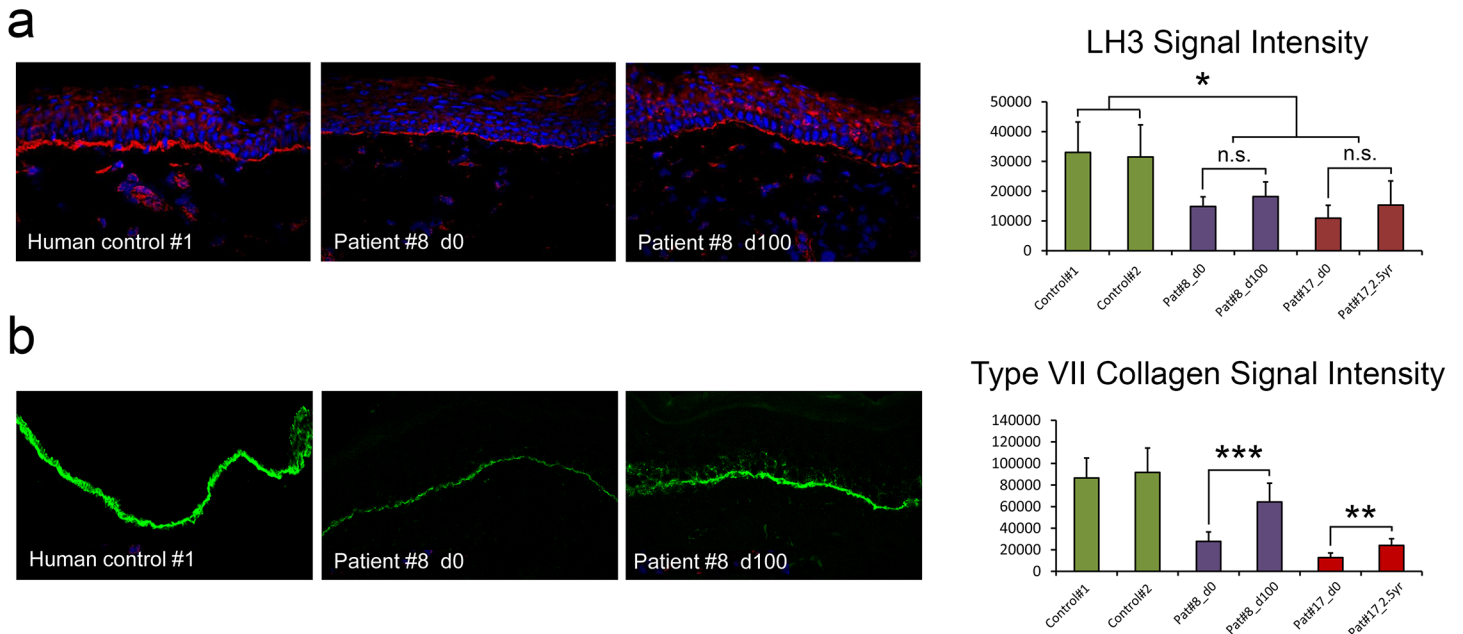 a
Human control #1
Patient #8 d0
Patient #8 d100
LH3 Signal Intensity
*
n.s.
n.s.
50000
40000
30000
20000
10000
0
Control#1
Control#2
Pat#8_d0
Pat#8_d100
Pat#17_d0
Pat#17_2.5yr
b
Human control #1
Patient #8 d0
Patient #8 d100
Type VII Collagen Signal Intensity
***
**
140000
120000
100000
80000
60000
40000
20000
0
Control#1
Control#2
Pat#8_d0
Pat#8_d100
Pat#17_d0
Pat#17_2.5yr